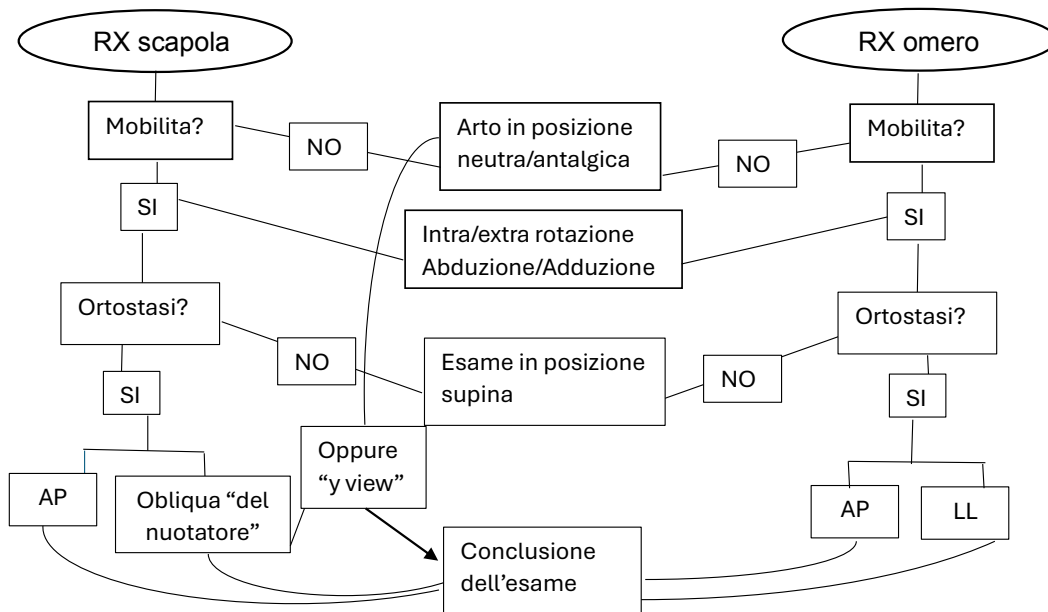 RX scapola
RX omero
Mobilita?
NO
Arto in posizione
neutra/antalgica
NO
Mobilita?
SI
Intra/extra rotazione
Abduzione/Adduzione
SI
Ortostasi?
NO
Esame in posizione
supina
NO
Ortostasi?
SI
SI
AP
Obliqua “del
nuotatore”
Oppure
“y view”
AP
LL
Conclusione
dell’esame